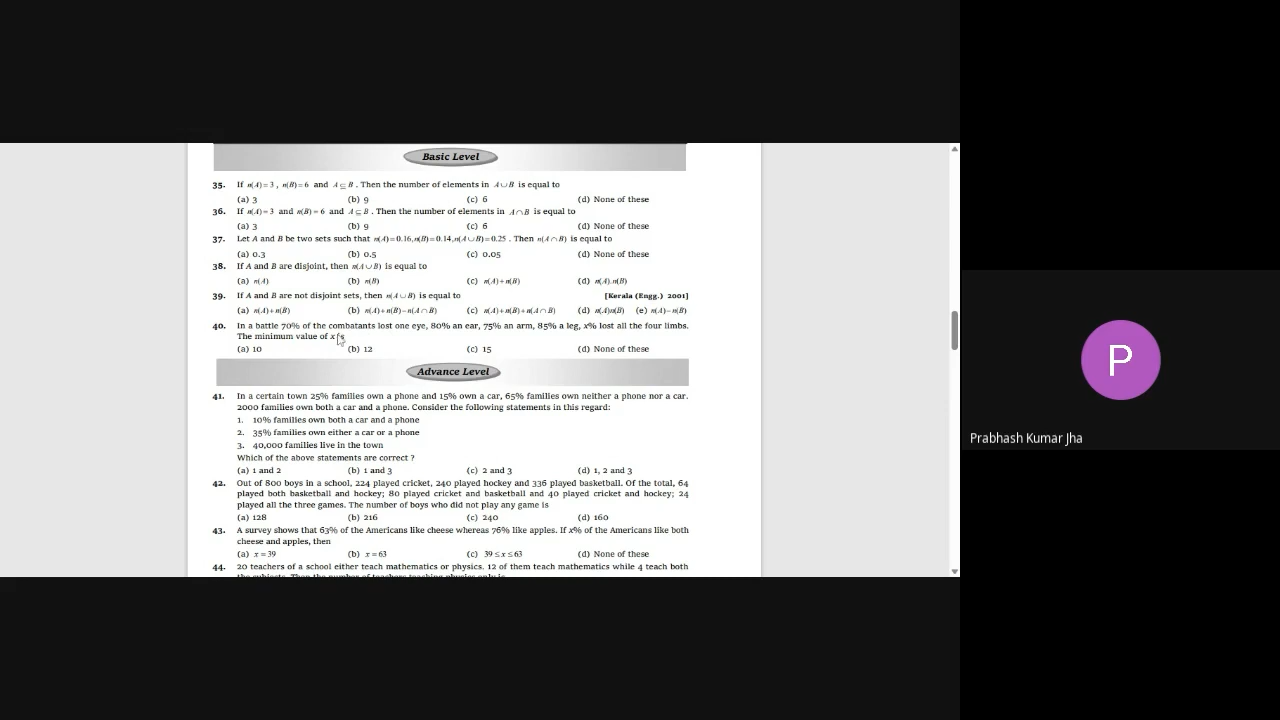 Basic Level
35. If n(A)=3, n(B)=6 and A⊆B. Then the number of elements in A∪B is equal to
(a) 3 (b) 9 (c) 6 (d) None of these
36. If n(A)=3 and n(B)=6 and A⊆B. Then the number of elements in A∩B is equal to
(a) 3 (b) 9 (c) 6 (d) None of these
37. Let A and B be two sets such that n(A)=0.16, n(B)=0.14, n(A∪B)=0.25. Then n(A∩B) is equal to
(a) 0.3 (b) 0.5 (c) 0.05 (d) None of these
38. If A and B are disjoint, then n(A∪B) is equal to
(a) n(A) (b) n(B) (c) n(A)+n(B) (d) n(A).n(B)
39. If A and B are not disjoint sets, then n(A∪B) is equal to [Kerala (Engg.) 2001]
(a) n(A)+n(B) (b) n(A)+n(B)−n(A∩B) (c) n(A)+n(B)+n(A∩B) (d) n(A)n(B) (e) n(A)−n(B)
40. In a battle 70% of the combatants lost one eye, 80% an ear, 75% an arm, 85% a leg, x% lost all the four limbs.
The minimum value of x is
(a) 10 (b) 12 (c) 15 (d) None of these
Advance Level
41. In a certain town 25% families own a phone and 15% own a car, 65% families own neither a phone nor a car.
2000 families own both a car and a phone. Consider the following statements in this regard:
1. 10% families own both a car and a phone
2. 35% families own either a car or a phone
3. 40,000 families live in the town
Which of the above statements are correct ?
(a) 1 and 2 (b) 1 and 3 (c) 2 and 3 (d) 1, 2 and 3
42. Out of 800 boys in a school, 224 played cricket, 240 played hockey and 336 played basketball. Of the total, 64
played both basketball and hockey; 80 played cricket and basketball and 40 played cricket and hockey; 24
played all the three games. The number of boys who did not play any game is
(a) 128 (b) 216 (c) 240 (d) 160
43. A survey shows that 63% of the Americans like cheese whereas 76% like apples. If x% of the Americans like both
cheese and apples, then
(a) x=39 (b) x=63 (c) 39≤x≤63 (d) None of these
44. 20 teachers of a school either teach mathematics or physics. 12 of them teach mathematics while 4 teach both
the subjects. Then the number of teachers teaching physics only is
P
Prabhash Kumar Jha